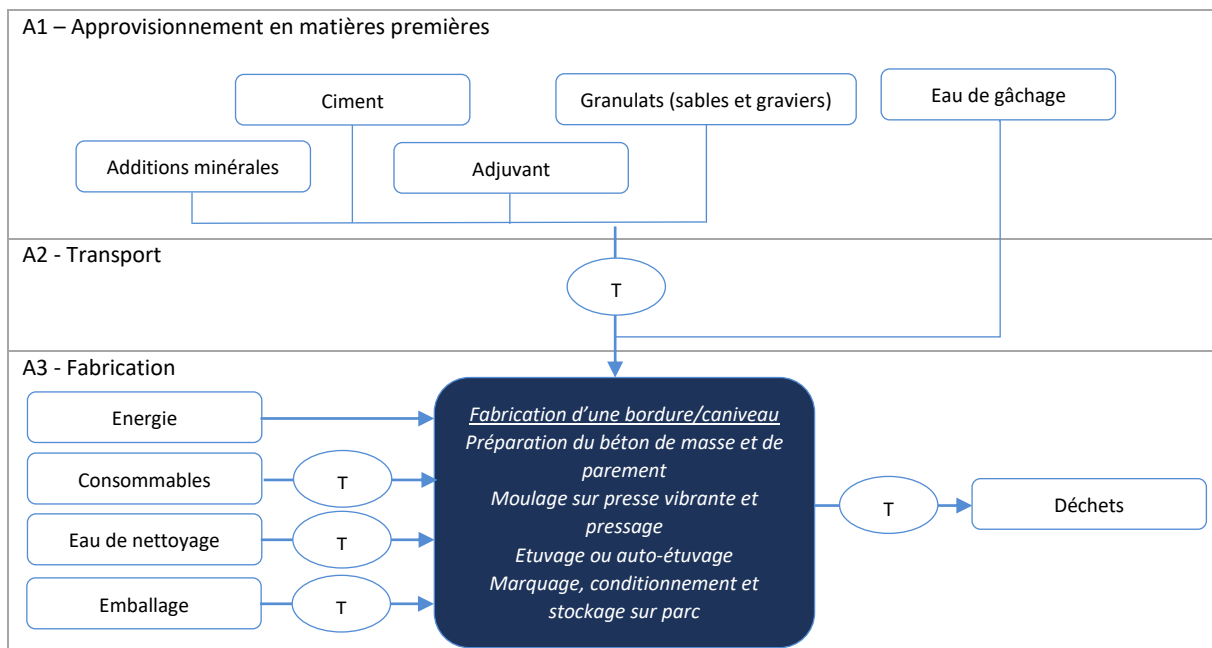 A1 – Approvisionnement en matières premières
Ciment
Granulats (sables et graviers)
Eau de gâchage
Additions minérales
Adjuvant
A2 - Transport
T
A3 - Fabrication
Energie
Consommables
T
Eau de nettoyage
T
Emballage
T
Fabrication d’une bordure/caniveau
Préparation du béton de masse et de
parement
Moulage sur presse vibrante et
pressage
Etuvage ou auto-étuvage
Marquage, conditionnement et
stockage sur parc
T
Déchets